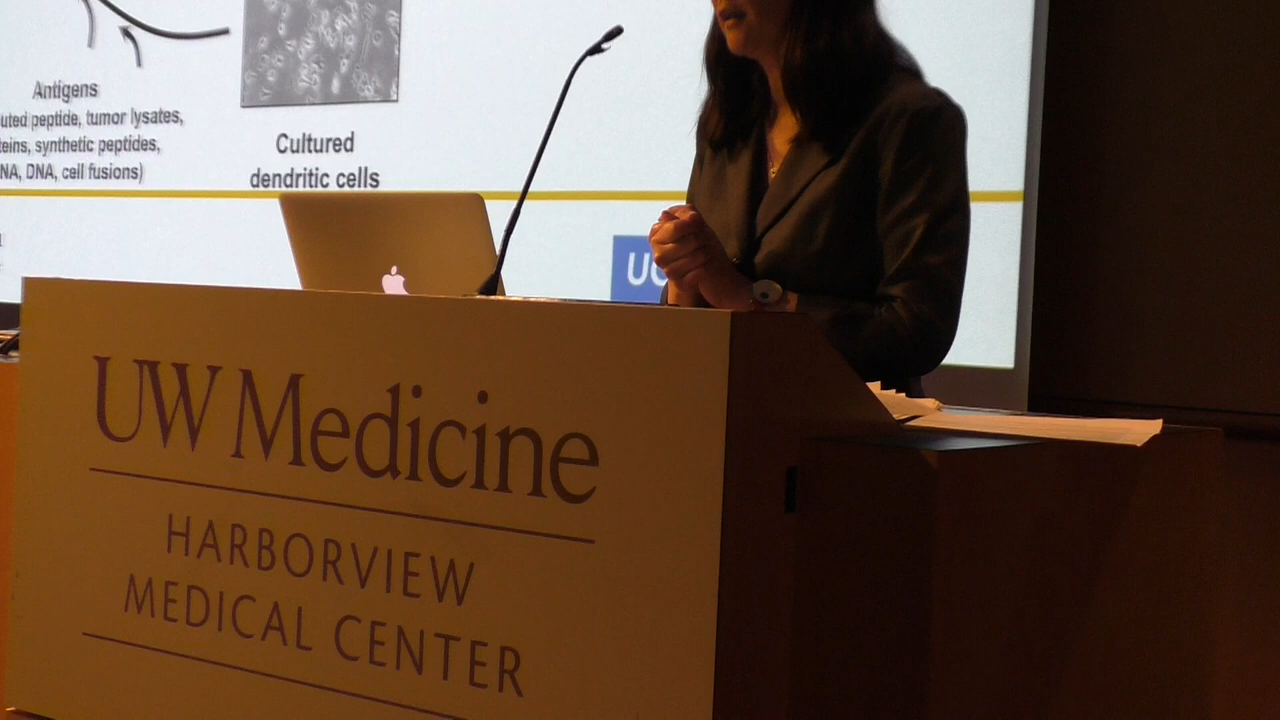 Antigens
uted peptide, tumor lysates,
teins, synthetic peptides,
NA, DNA, cell fusions)
Cultured
dendritic cells
UC
UW Medicine
HARBORVIEW
MEDICAL CENTER